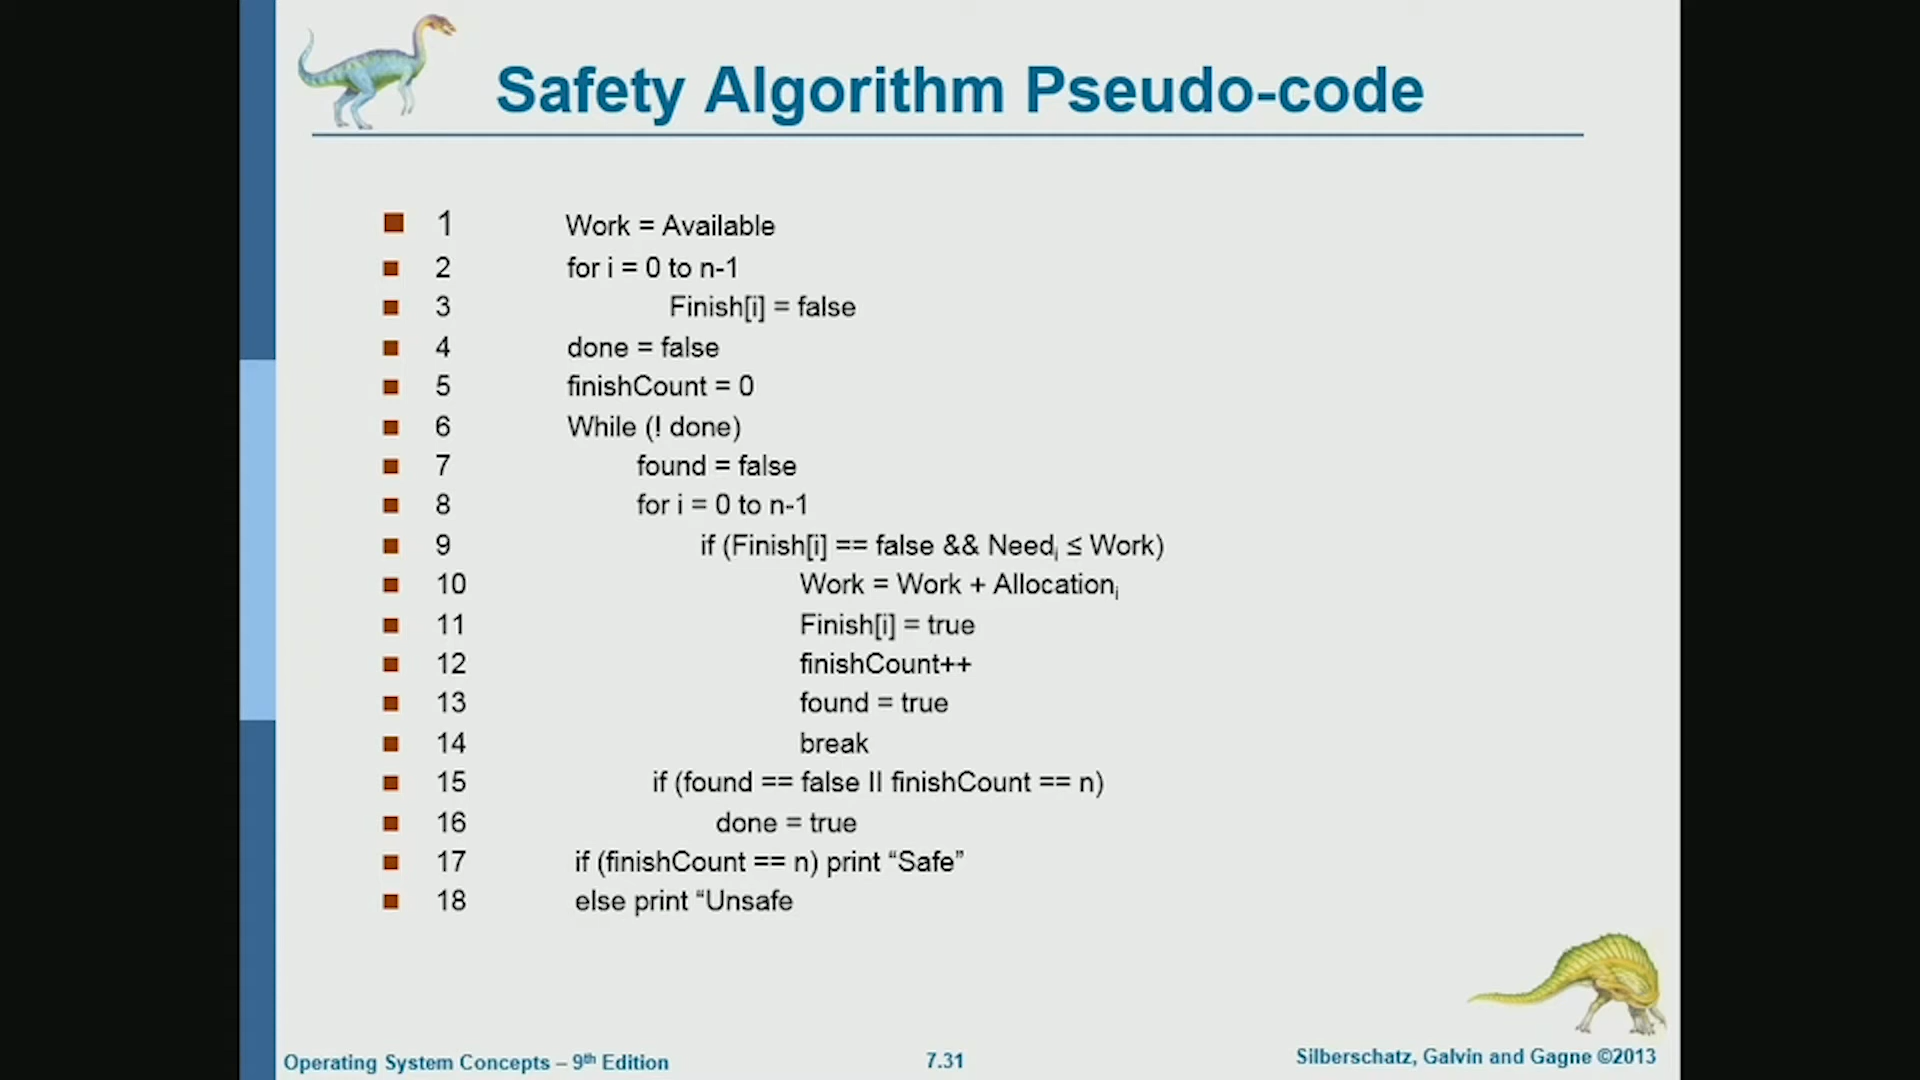 Safety Algorithm Pseudo-code
1 Work = Available
2 for i = 0 to n-1
3 Finish[i] = false
4 done = false
5 finishCount = 0
6 While (! done)
7 found = false
8 for i = 0 to n-1
9 if (Finish[i] == false && Needᵢ ≤ Work)
10 Work = Work + Allocationᵢ
11 Finish[i] = true
12 finishCount++
13 found = true
14 break
15 if (found == false || finishCount == n)
16 done = true
17 if (finishCount == n) print “Safe”
18 else print “Unsafe
Operating System Concepts – 9th Edition
7.31
Silberschatz, Galvin and Gagne ©2013